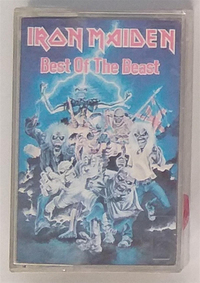 IRON MAIDEN
Best Of The Beast